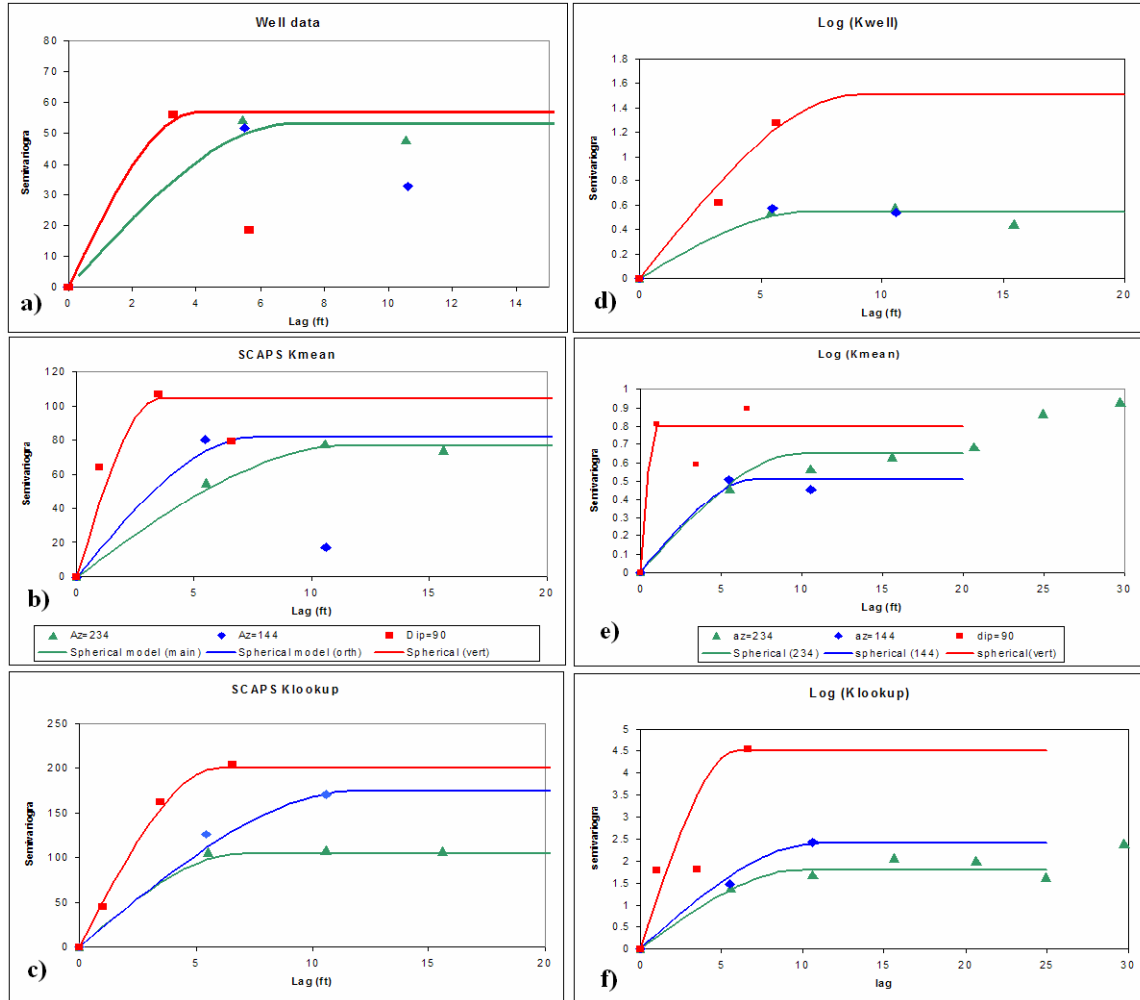 Well data
80
70
60
50
40
30
20
10
0
Semivariogra
0 2 4 6 8 10 12 14
Lag (ft)
a)
Log (Kwell)
1.8
1.6
1.4
1.2
1
0.8
0.6
0.4
0.2
0
Semivariogra
0 5 10 15 20
Lag (ft)
d)
SCAPS Kmean
120
100
80
60
40
20
0
Semivariogra
0 5 10 15 20
Lag (ft)
b)
Az=234 Az=144 Dip=90
Spherical model (main) Spherical model (orth) Spherical (vert)
Log (Kmean)
1
0.9
0.8
0.7
0.6
0.5
0.4
0.3
0.2
0.1
0
Semivariogra
0 5 10 15 20 25 30
Lag (ft)
e)
az=234 az=144 dip=90
Spherical (234) spherical (144) spherical(vert)
SCAPS Klookup
250
200
150
100
50
0
Semivariogra
0 5 10 15 20
Lag (ft)
c)
Log (Klookup)
5
4.5
4
3.5
3
2.5
2
1.5
1
0.5
0
semivariogra
0 5 10 15 20 25 30
lag
f)